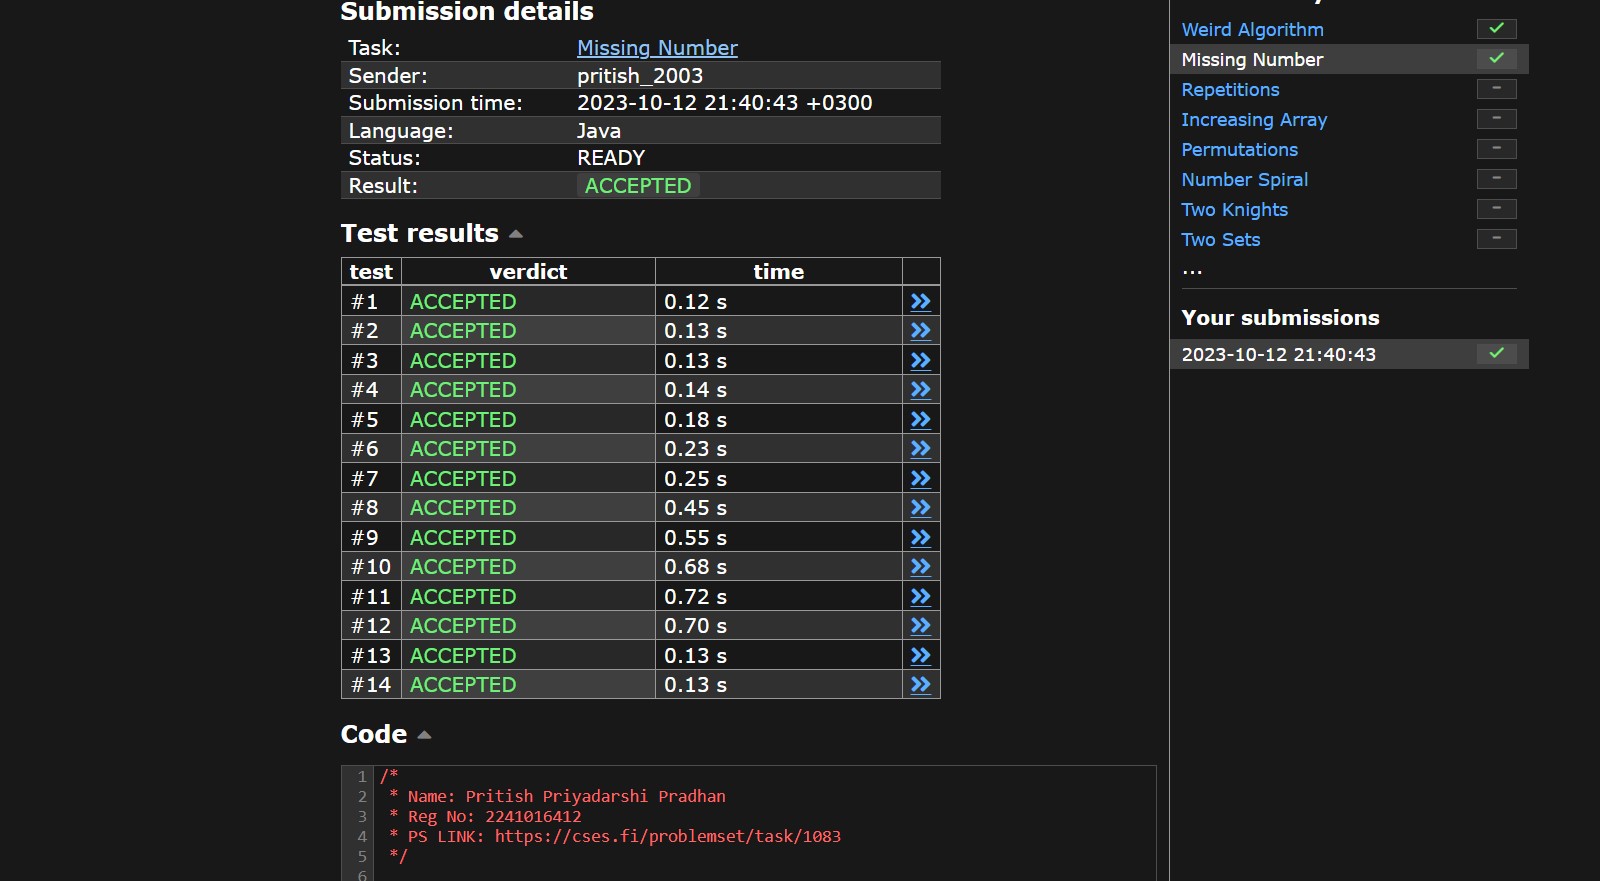 Submission details
Task: Missing Number
Sender: pritish_2003
Submission time: 2023-10-12 21:40:43 +0300
Language: Java
Status: READY
Result: ACCEPTED
Test results
test verdict time
#1 ACCEPTED 0.12 s
#2 ACCEPTED 0.13 s
#3 ACCEPTED 0.13 s
#4 ACCEPTED 0.14 s
#5 ACCEPTED 0.18 s
#6 ACCEPTED 0.23 s
#7 ACCEPTED 0.25 s
#8 ACCEPTED 0.45 s
#9 ACCEPTED 0.55 s
#10 ACCEPTED 0.68 s
#11 ACCEPTED 0.72 s
#12 ACCEPTED 0.70 s
#13 ACCEPTED 0.13 s
#14 ACCEPTED 0.13 s
Code
1 /*
2 * Name: Pritish Priyadarshi Pradhan
3 * Reg No: 2241016412
4 * PS LINK: https://cses.fi/problemset/task/1083
5 */
6
Weird Algorithm
Missing Number
Repetitions
Increasing Array
Permutations
Number Spiral
Two Knights
Two Sets
...
Your submissions
2023-10-12 21:40:43